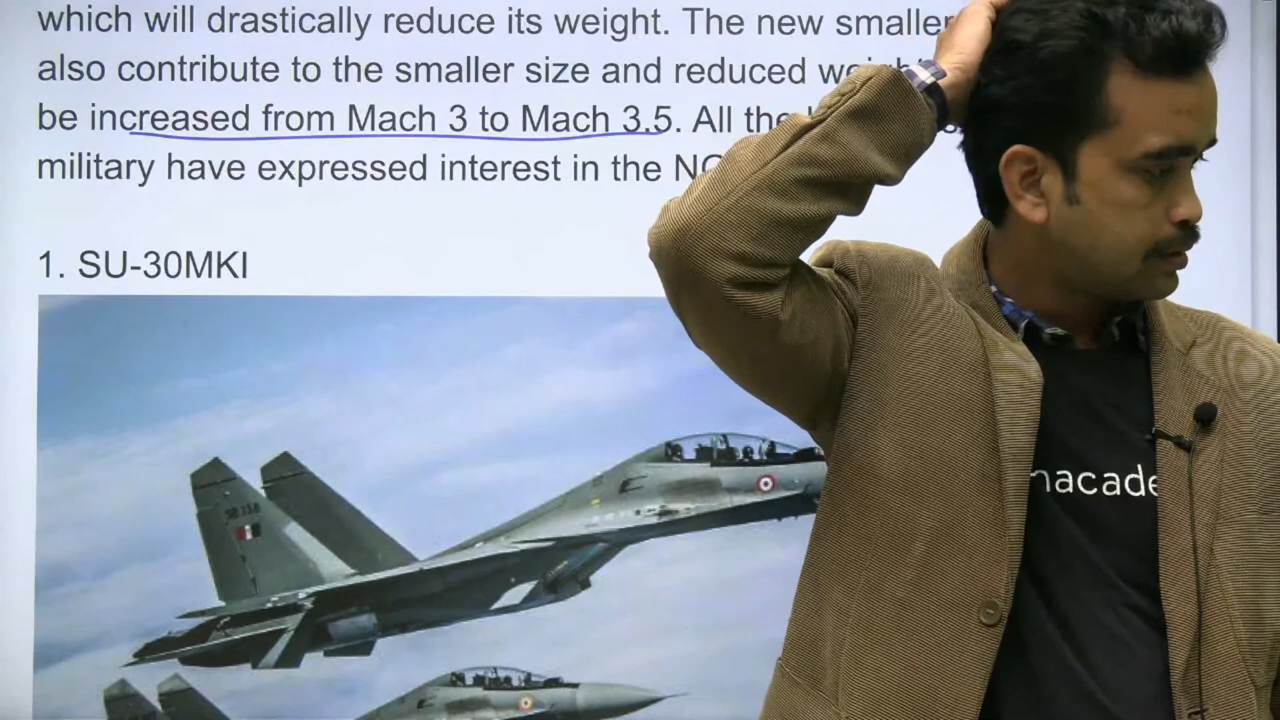 which will drastically reduce its weight. The new smaller
also contribute to the smaller size and reduced
be increased from Mach 3 to Mach 3.5. All the
military have expressed interest in the
1. SU-30MKI
nacade